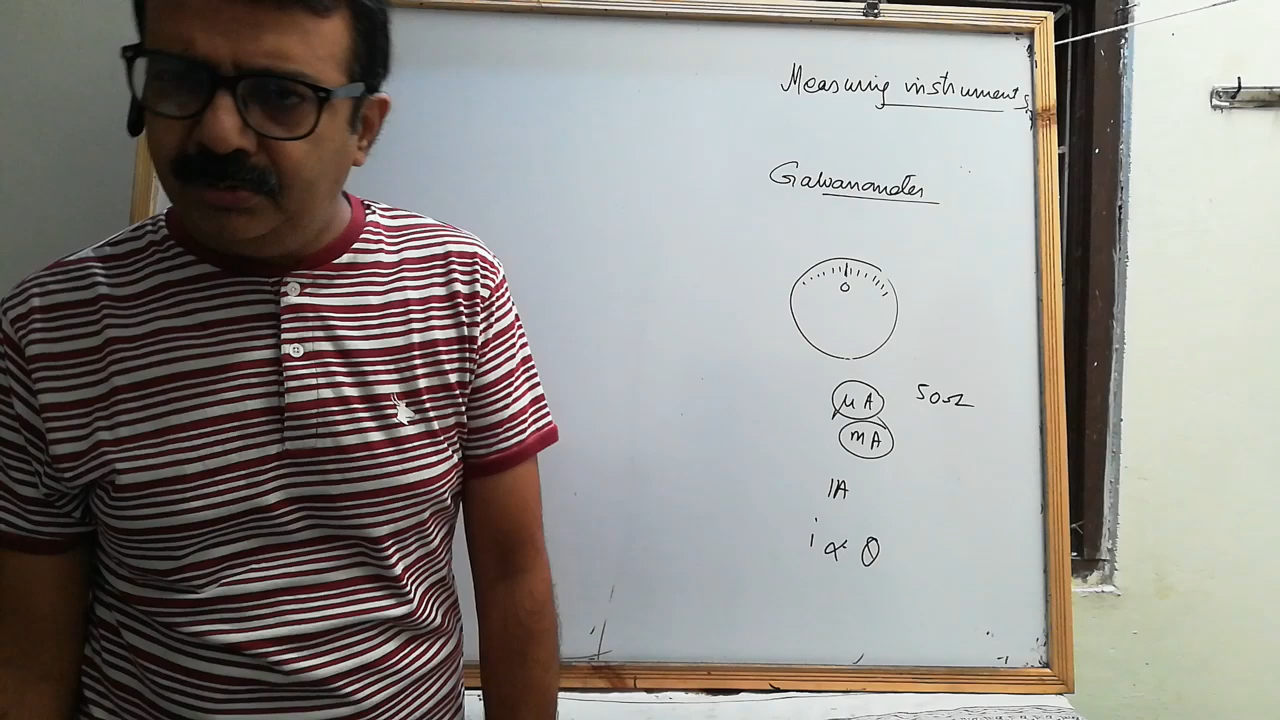 Measuring instruments
Galvanometer
0
μA 50Ω
mA
1A
i ∝ θ